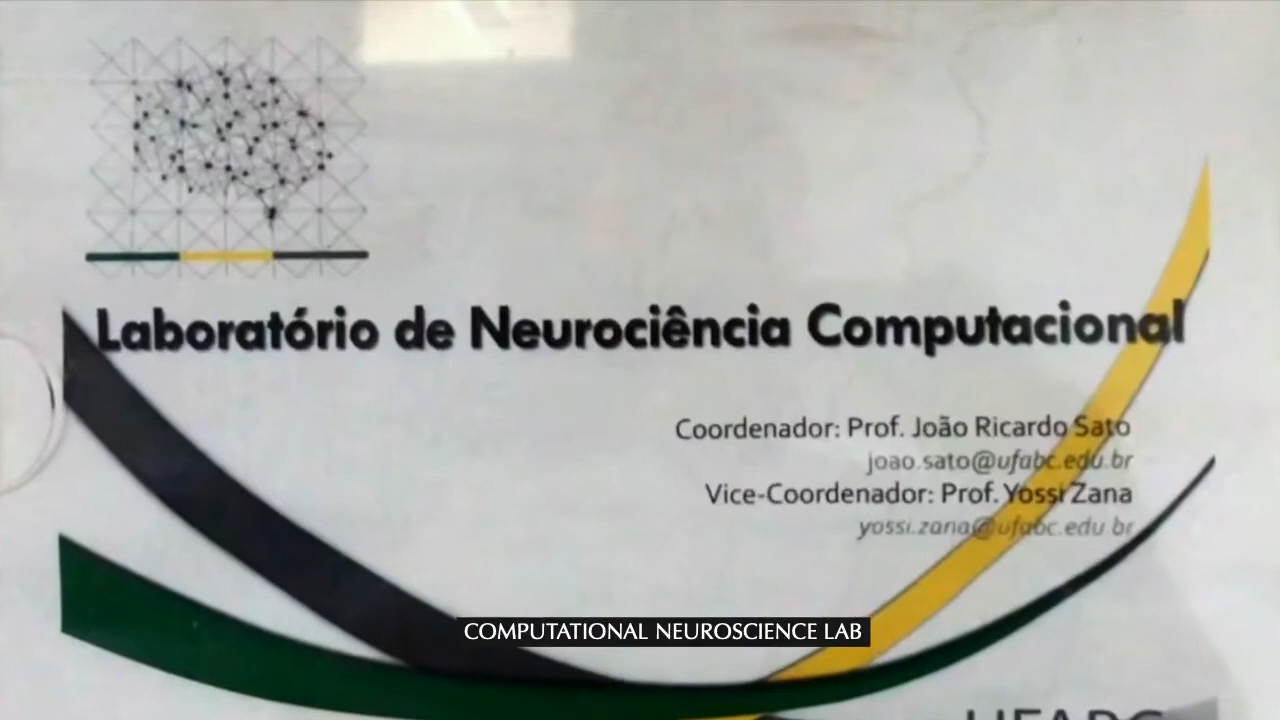 Laboratório de Neurociência Computacional
Coordenador: Prof. João Ricardo Sato
joao.sato@ufabc.edu.br
Vice-Coordenador: Prof. Yossi Zana
yossi.zana@ufabc.edu br
COMPUTATIONAL NEUROSCIENCE LAB
UFABC